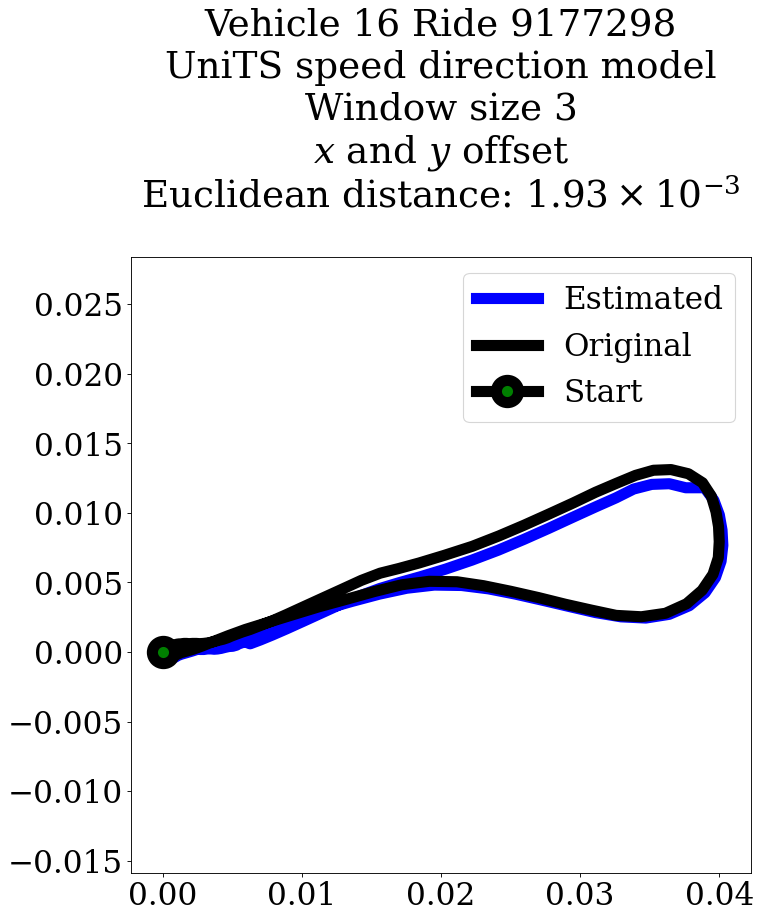 Vehicle 16 Ride 9177298
UniTS speed direction model
Window size 3
x and y offset
Euclidean distance: 1.93 × 10⁻³
Estimated
Original
Start
0.025
0.020
0.015
0.010
0.005
0.000
−0.005
−0.010
−0.015
0.00 0.01 0.02 0.03 0.04